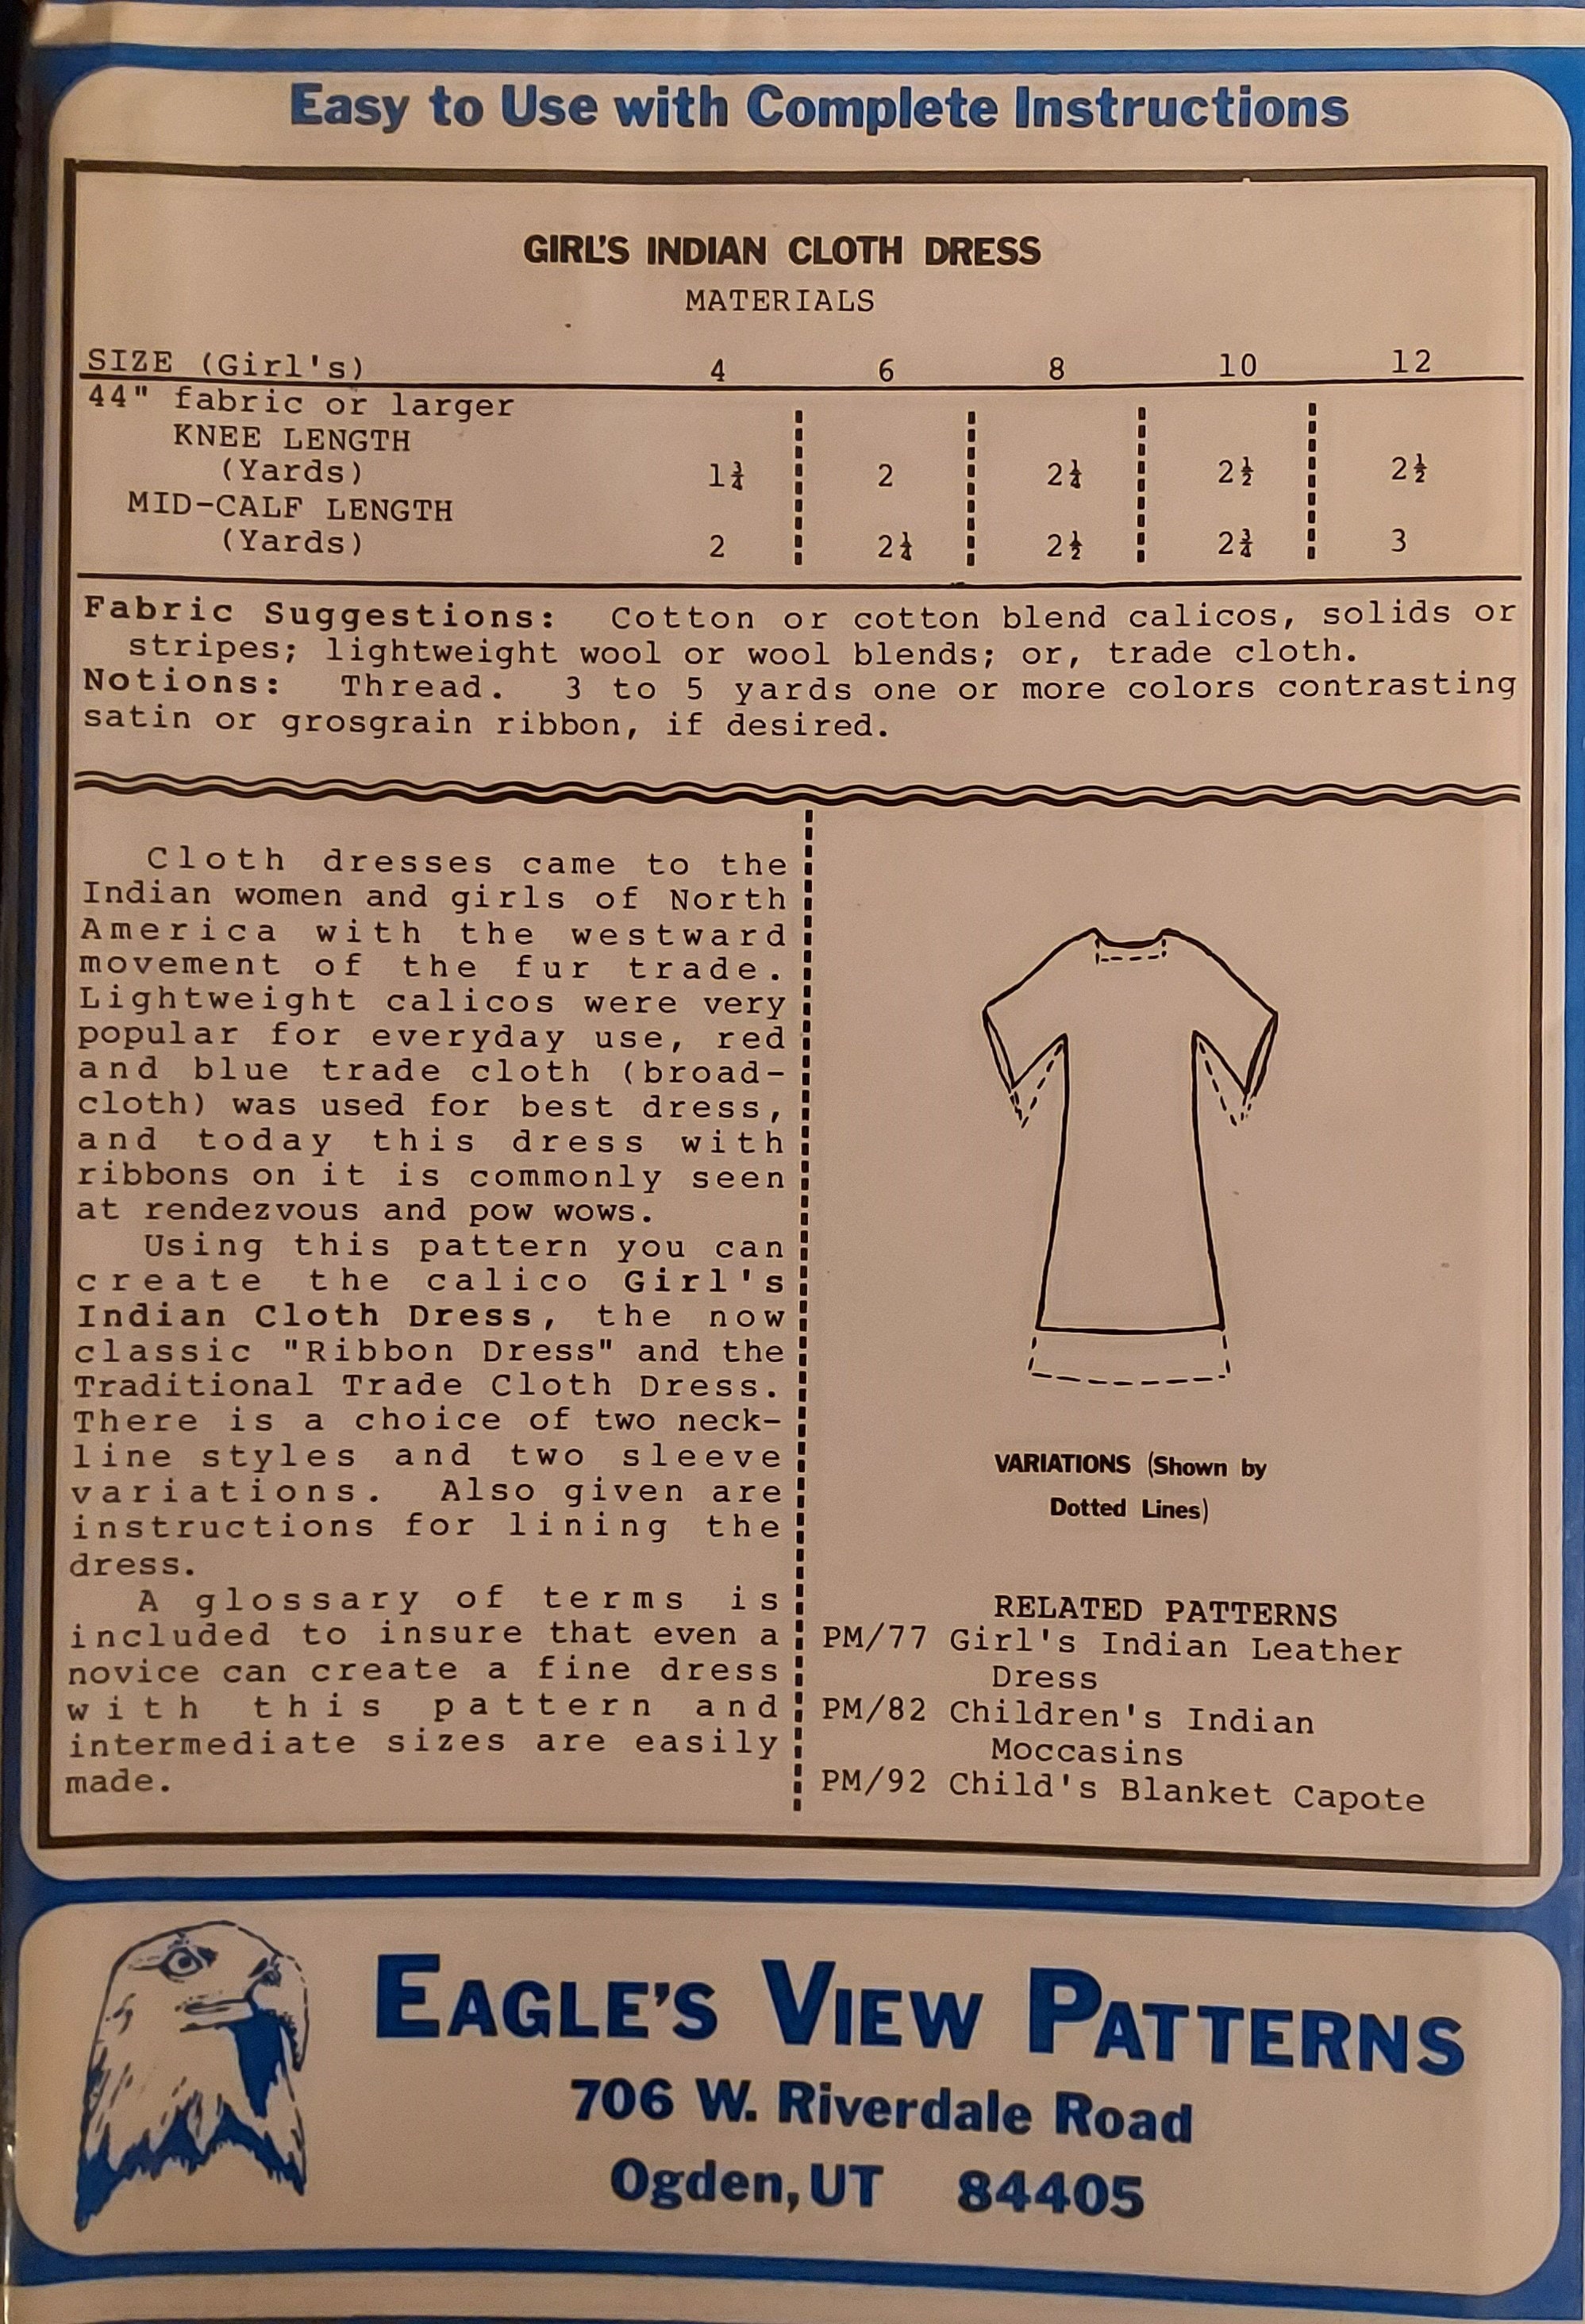 Easy to Use with Complete Instructions
GIRL'S INDIAN CLOTH DRESS
MATERIALS
SIZE (Girl's) 4 6 8 10 12
44" fabric or larger
KNEE LENGTH
(Yards) 1¾ 2 2¼ 2½ 2½
MID-CALF LENGTH
(Yards) 2 2¼ 2½ 2¾ 3
Fabric Suggestions: Cotton or cotton blend calicos, solids or
stripes; lightweight wool or wool blends; or, trade cloth.
Notions: Thread. 3 to 5 yards one or more colors contrasting
satin or grosgrain ribbon, if desired.
Cloth dresses came to the
Indian women and girls of North
America with the westward
movement of the fur trade.
Lightweight calicos were very
popular for everyday use, red
and blue trade cloth (broad-
cloth) was used for best dress,
and today this dress with
ribbons on it is commonly seen
at rendezvous and pow wows.
Using this pattern you can
create the calico Girl's
Indian Cloth Dress, the now
classic "Ribbon Dress" and the
Traditional Trade Cloth Dress.
There is a choice of two neck-
line styles and two sleeve
variations. Also given are
instructions for lining the
dress.
A glossary of terms is
included to insure that even a
novice can create a fine dress
with this pattern and
intermediate sizes are easily
made.
VARIATIONS (Shown by
Dotted Lines)
RELATED PATTERNS
PM/77 Girl's Indian Leather
Dress
PM/82 Children's Indian
Moccasins
PM/92 Child's Blanket Capote
EAGLE'S VIEW PATTERNS
706 W. Riverdale Road
Ogden, UT 84405